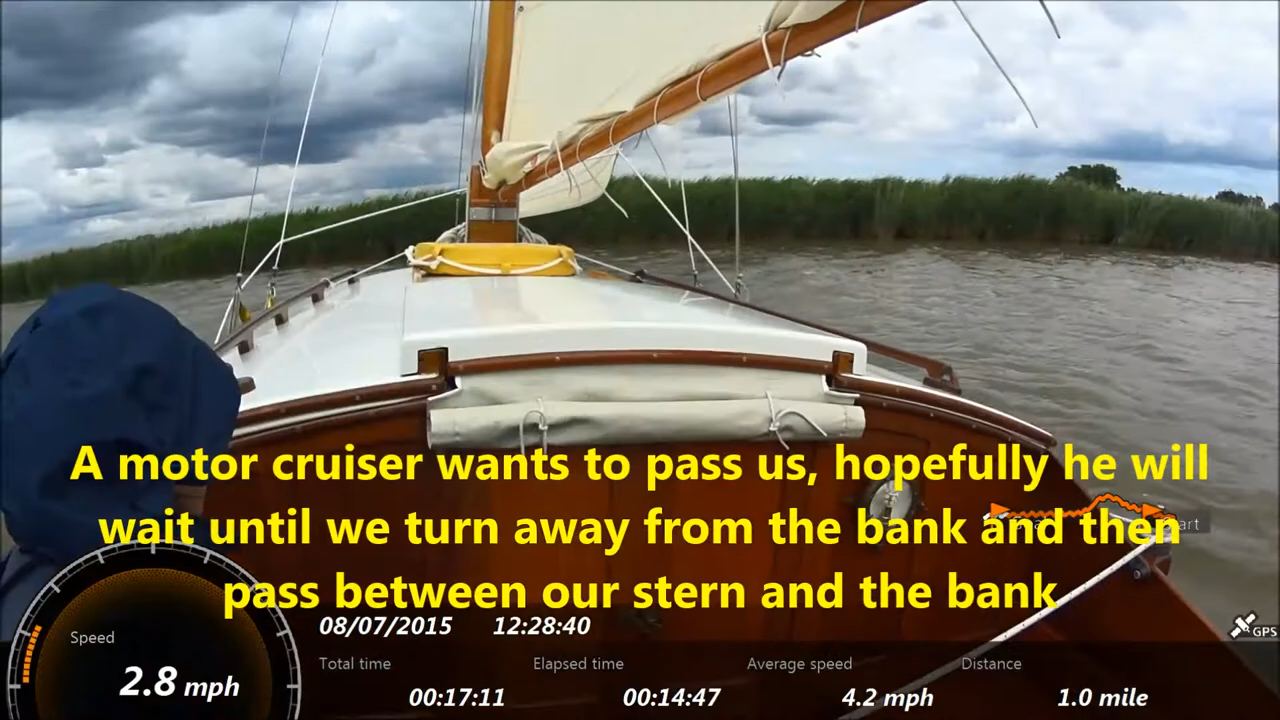 A motor cruiser wants to pass us, hopefully he will
wait until we turn away from the bank and then
pass between our stern and the bank
08/07/2015 12:28:40
Speed
2.8 mph
Total time
00:17:11
Elapsed time
00:14:47
Average speed
4.2 mph
Distance
1.0 mile
GPS